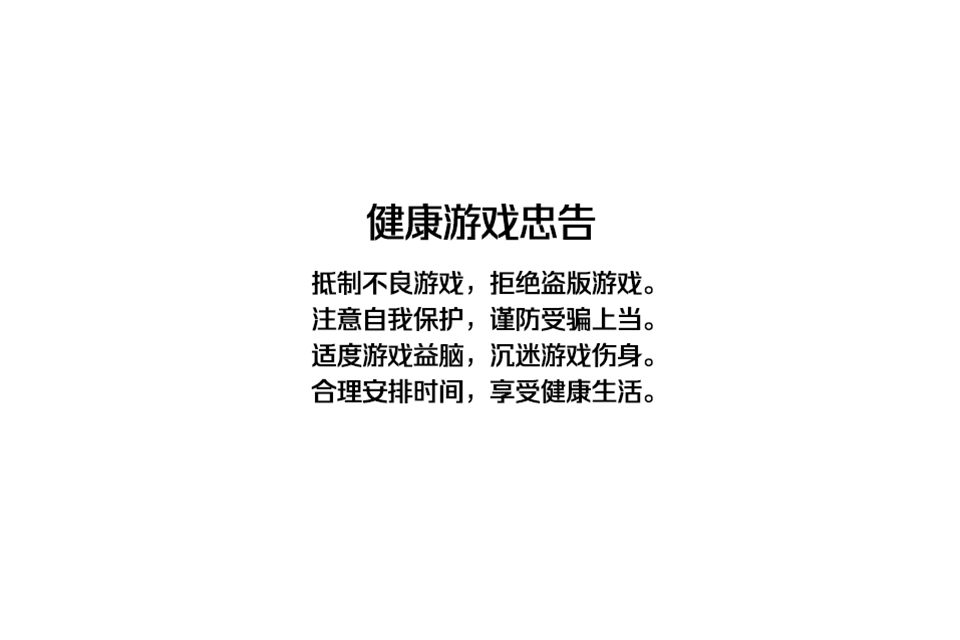 健康游戏忠告
抵制不良游戏，拒绝盗版游戏。
注意自我保护，谨防受骗上当。
适度游戏益脑，沉迷游戏伤身。
合理安排时间，享受健康生活。